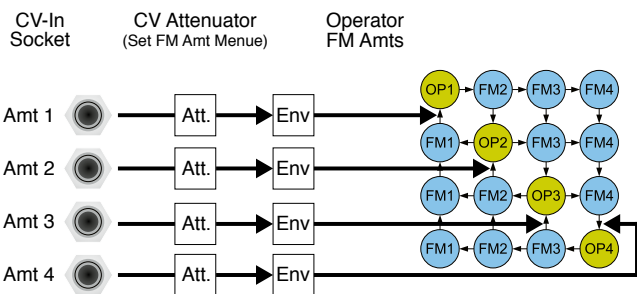 CV-In
Socket
CV Attenuator
(Set FM Amt Menue)
Operator
FM Amts
OP1 FM2 FM3 FM4
Amt 1 Att. Env
FM1 OP2 FM3 FM4
Amt 2 Att. Env
FM1 FM2 OP3 FM4
Amt 3 Att. Env
FM1 FM2 FM3 OP4
Amt 4 Att. Env